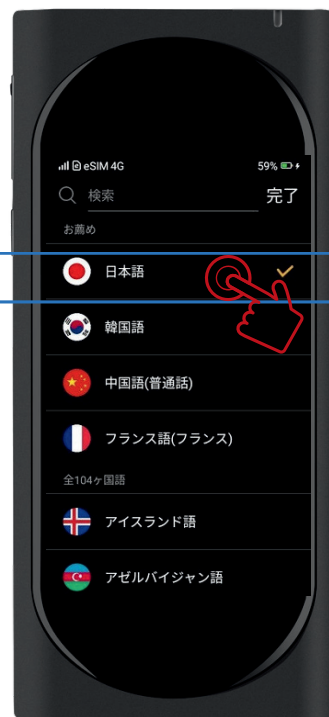 eSIM 4G 59%
検索 完了
お薦め
日本語
韓国語
中国語(普通話)
フランス語(フランス)
全104ヶ国語
アイスランド語
アゼルバイジャン語